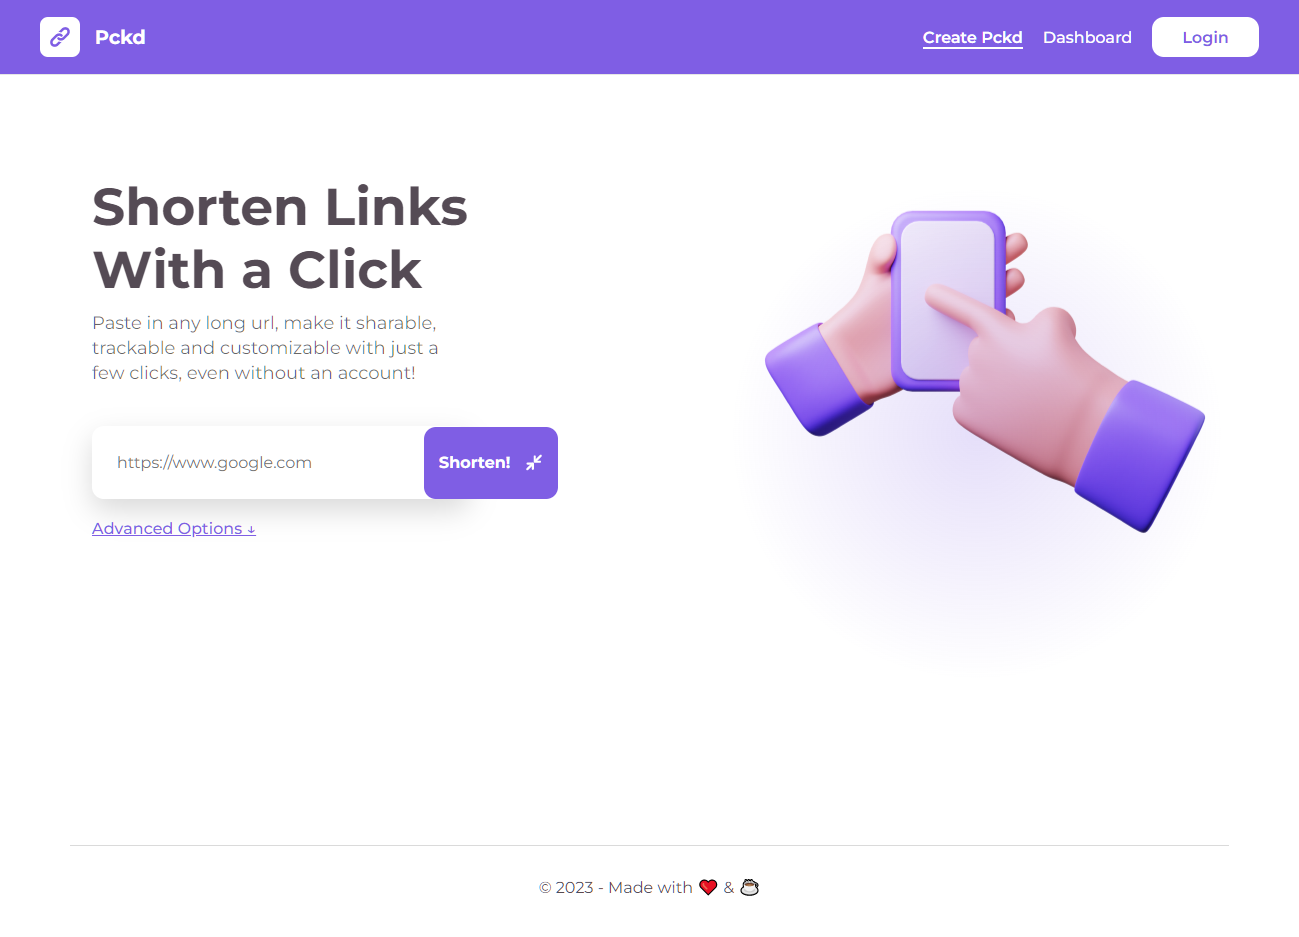 Pckd
Create Pckd
Dashboard
Login
Shorten Links
With a Click
Paste in any long url, make it sharable,
trackable and customizable with just a
few clicks, even without an account!
https://www.google.com
Shorten!
Advanced Options ↓
© 2023 - Made with ❤️ & ☕